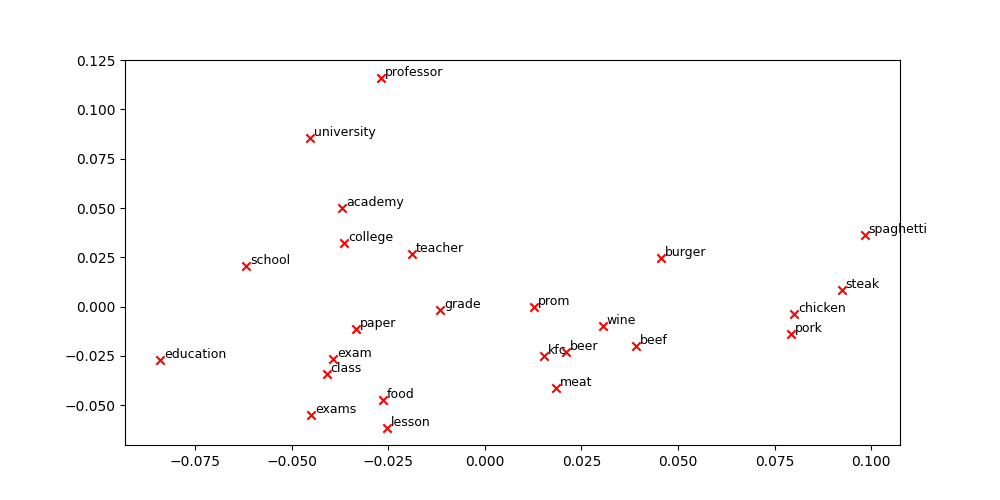 0.125
0.100
0.075
0.050
0.025
0.000
−0.025
−0.050
professor
university
academy
college
teacher
school
burger
spaghetti
steak
grade
prom
chicken
paper
wine
pork
education
exam
kfc
beer
beef
class
meat
food
exams
lesson
−0.075
−0.050
−0.025
0.000
0.025
0.050
0.075
0.100